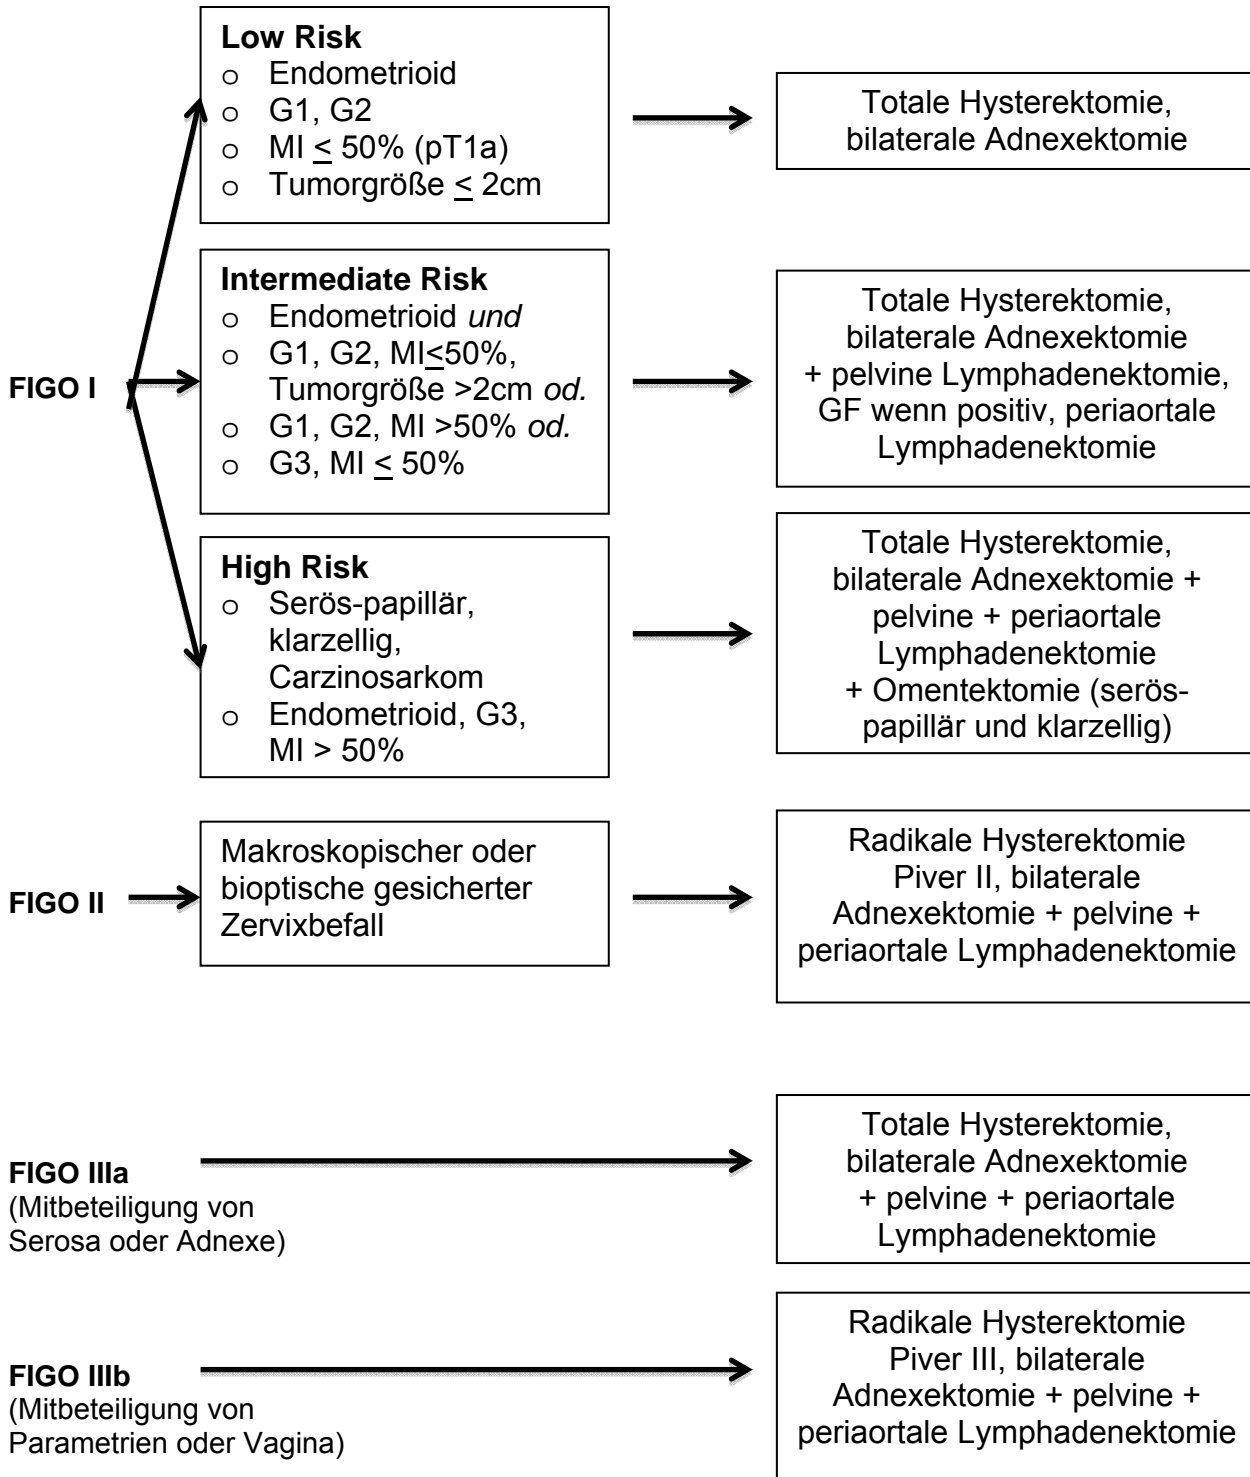 Low Risk
o Endometrioid
o G1, G2
o MI ≤ 50% (pT1a)
o Tumorgröße ≤ 2cm
Totale Hysterektomie,
bilaterale Adnexektomie
FIGO I
Intermediate Risk
o Endometrioid und
o G1, G2, MI≤50%,
Tumorgröße >2cm od.
o G1, G2, MI >50% od.
o G3, MI ≤ 50%
Totale Hysterektomie,
bilaterale Adnexektomie
+ pelvine Lymphadenektomie,
GF wenn positiv, periaortale
Lymphadenektomie
High Risk
o Serös-papillär,
klarzellig,
Carzinosarkom
o Endometrioid, G3,
MI > 50%
Totale Hysterektomie,
bilaterale Adnexektomie +
pelvine + periaortale
Lymphadenektomie
+ Omentektomie (serös-
papillär und klarzellig)
FIGO II
Makroskopischer oder
bioptische gesicherter
Zervixbefall
Radikale Hysterektomie
Piver II, bilaterale
Adnexektomie + pelvine +
periaortale Lymphadenektomie
FIGO IIIa
(Mitbeteiligung von
Serosa oder Adnexe)
Totale Hysterektomie,
bilaterale Adnexektomie
+ pelvine + periaortale
Lymphadenektomie
FIGO IIIb
(Mitbeteiligung von
Parametrien oder Vagina)
Radikale Hysterektomie
Piver III, bilaterale
Adnexektomie + pelvine +
periaortale Lymphadenektomie